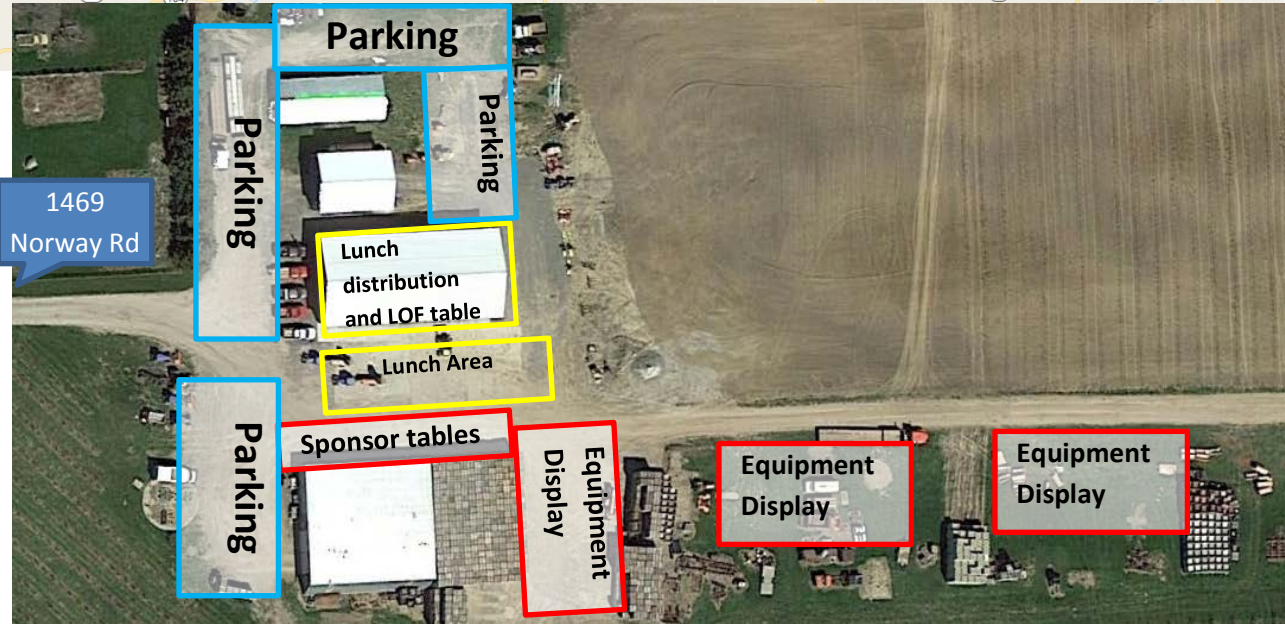 Parking
Parking
Parking
1469
Norway Rd
Lunch
distribution
and LOF table
Lunch Area
Sponsor tables
Parking
Equipment
Display
Equipment
Display
Equipment
Display